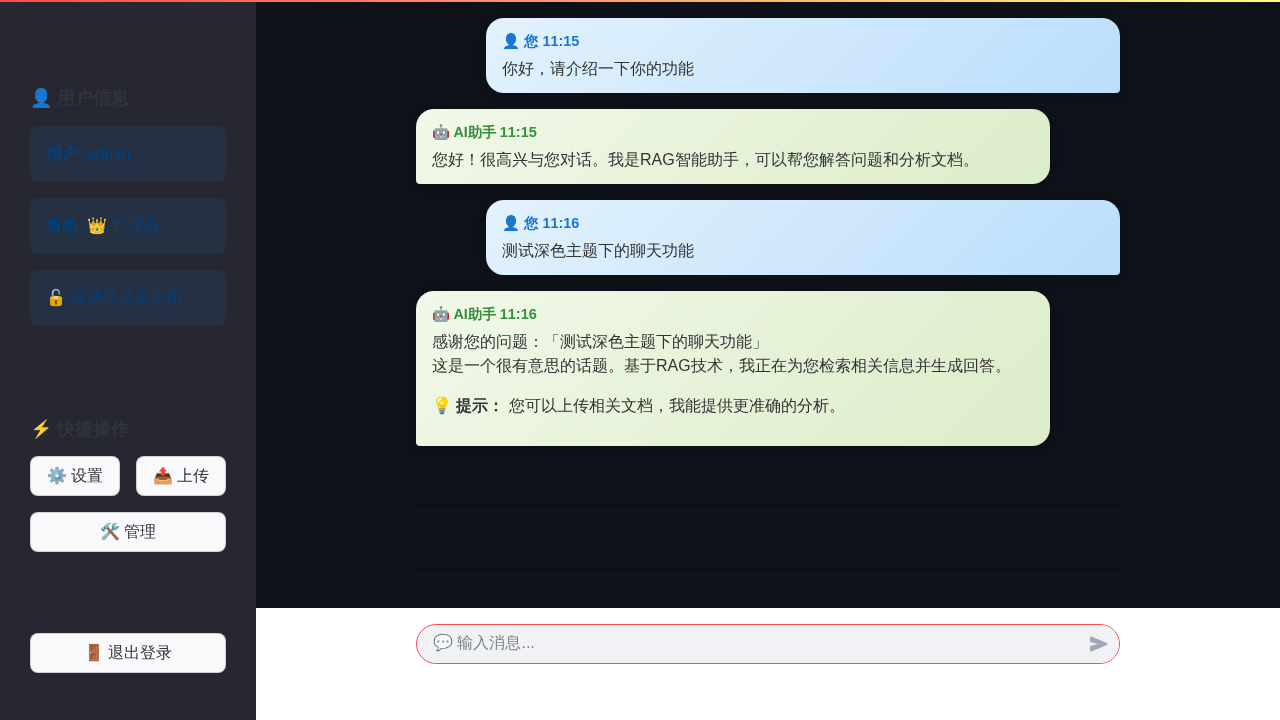 👤 用户信息
用户: admin
角色: 👑 管理员
🔓 自动登录未启用
⚡ 快捷操作
⚙️ 设置
📤 上传
🛠️ 管理
🚪 退出登录
👤 您 11:15
你好，请介绍一下你的功能
🤖 AI助手 11:15
您好！很高兴与您对话。我是RAG智能助手，可以帮您解答问题和分析文档。
👤 您 11:16
测试深色主题下的聊天功能
🤖 AI助手 11:16
感谢您的问题：「测试深色主题下的聊天功能」
这是一个很有意思的话题。基于RAG技术，我正在为您检索相关信息并生成回答。
💡 提示： 您可以上传相关文档，我能提供更准确的分析。
💬 输入消息...